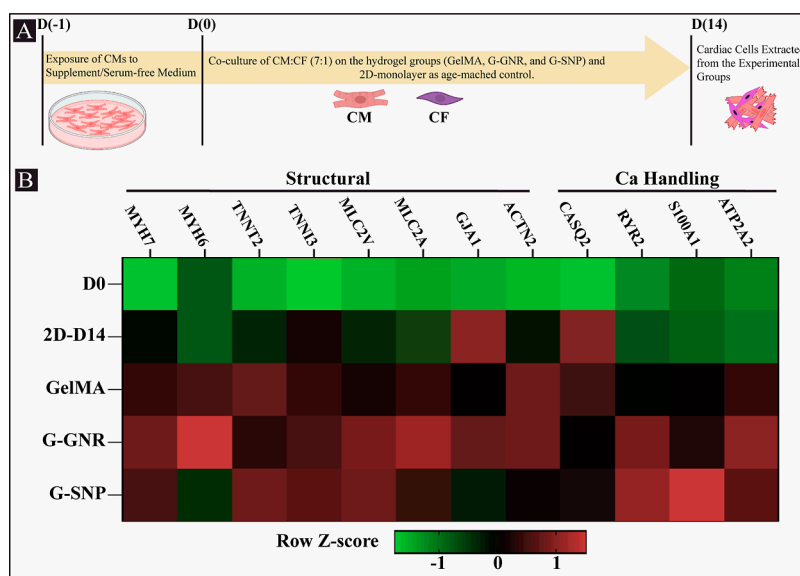 A
D(-1)
D(0)
D(14)
Exposure of CMs to
Supplement/Serum-free Medium
Co-culture of CM:CF (7:1) on the hydrogel groups (GelMA, G-GNR, and G-SNP) and
2D-monolayer as age-mached control.
Cardiac Cells Extracted
from the Experimental
Groups
CM
CF
B
Structural
Ca Handling
MYH7
MYH6
TNNT2
TNNI3
MLC2V
MLC2A
GJA1
ACTN2
CASQ2
RYR2
S100A1
ATP2A2
D0
2D-D14
GelMA
G-GNR
G-SNP
Row Z-score
-1
0
1